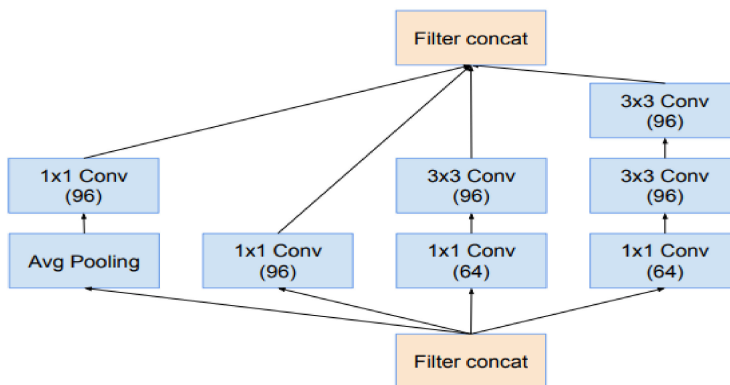 Filter concat
3x3 Conv
(96)
1x1 Conv
(96)
3x3 Conv
(96)
3x3 Conv
(96)
Avg Pooling
1x1 Conv
(96)
1x1 Conv
(64)
1x1 Conv
(64)
Filter concat